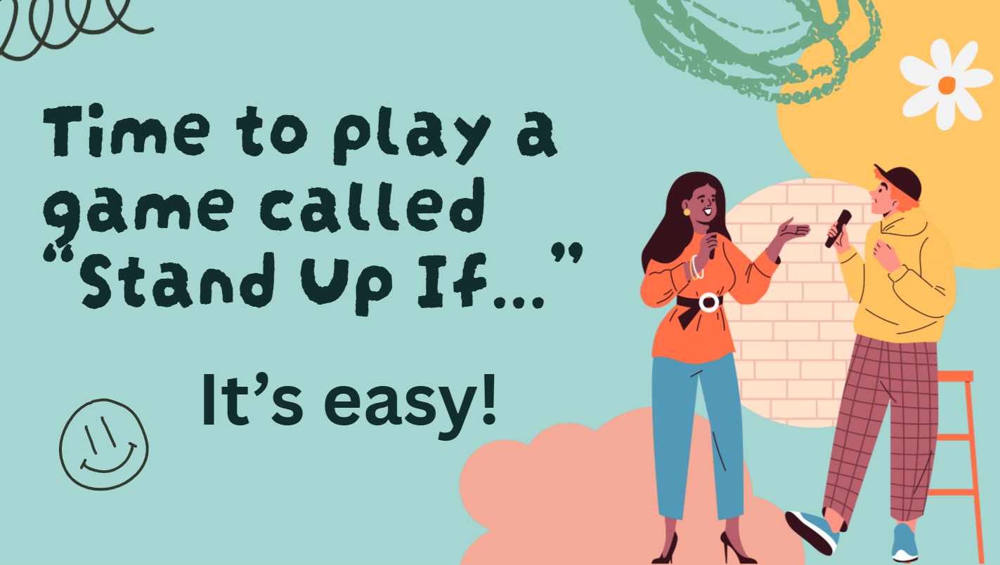 Time to play a
game called
“Stand Up If...”
It’s easy!